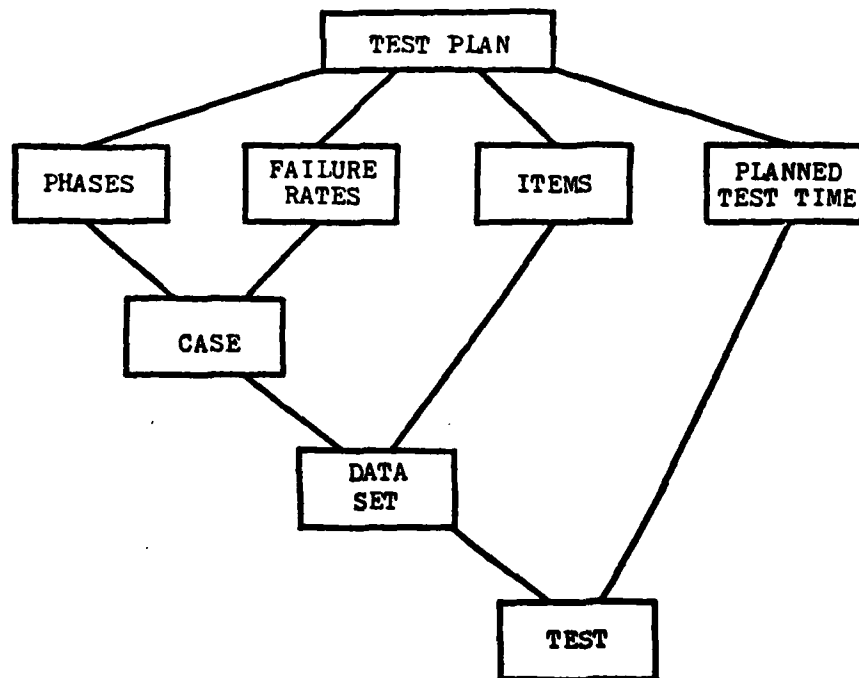 TEST PLAN
PHASES
FAILURE
RATES
ITEMS
PLANNED
TEST TIME
CASE
DATA
SET
TEST